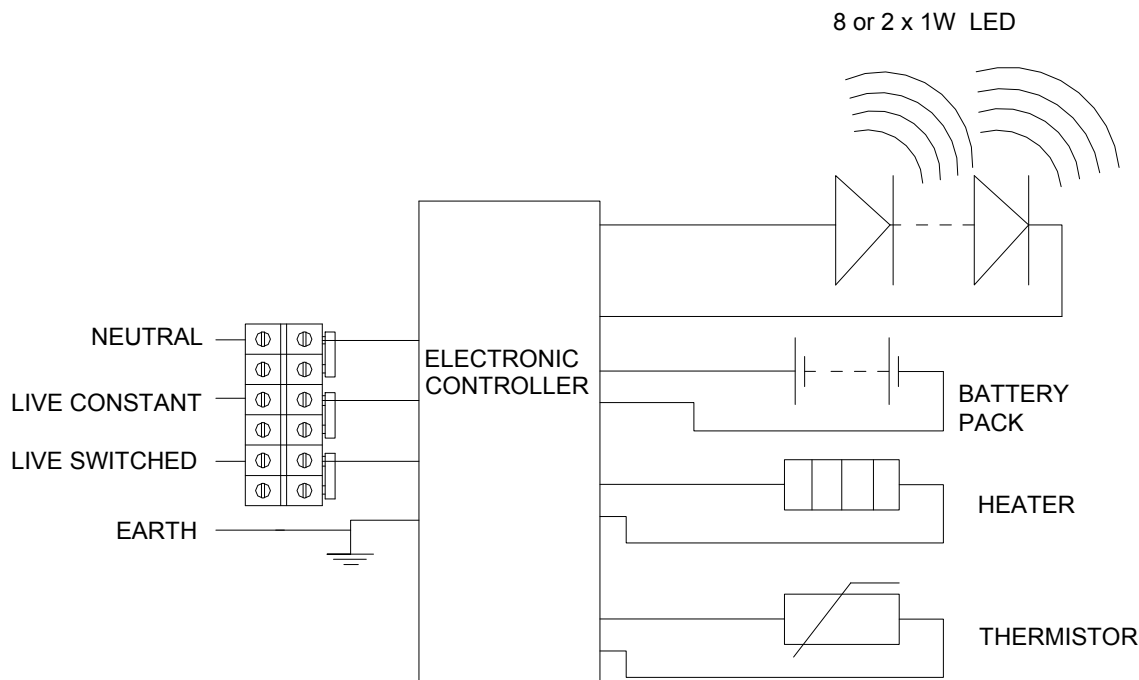 8 or 2 x 1W LED
NEUTRAL
LIVE CONSTANT
LIVE SWITCHED
EARTH
ELECTRONIC
CONTROLLER
BATTERY
PACK
HEATER
THERMISTOR